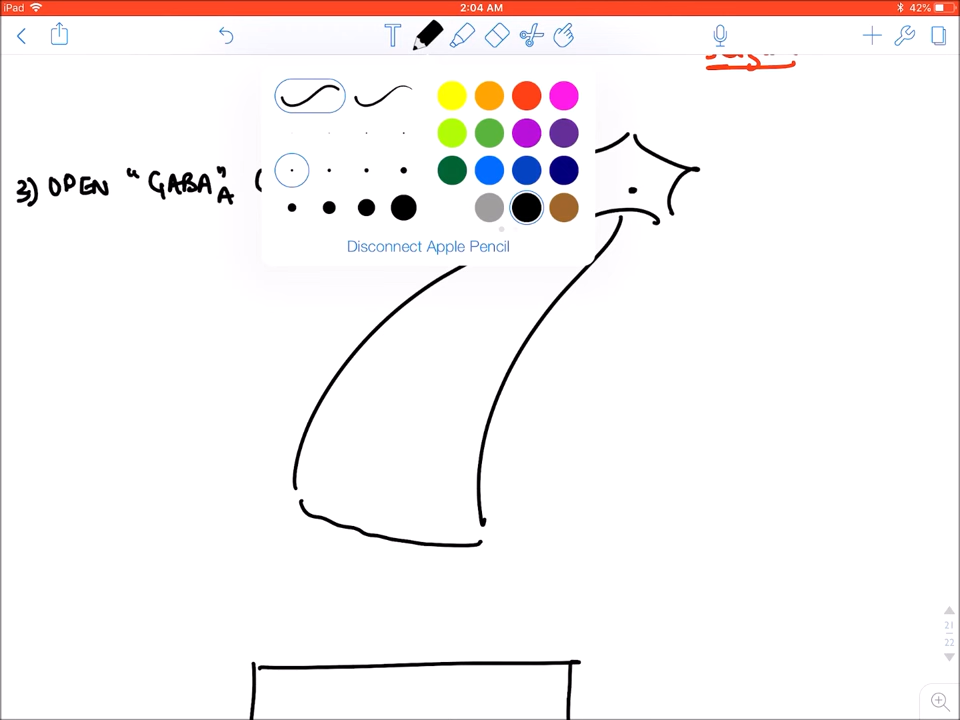 iPad 2:04 AM 42%
T
3) OPEN "GABA"A (
Disconnect Apple Pencil
21
22